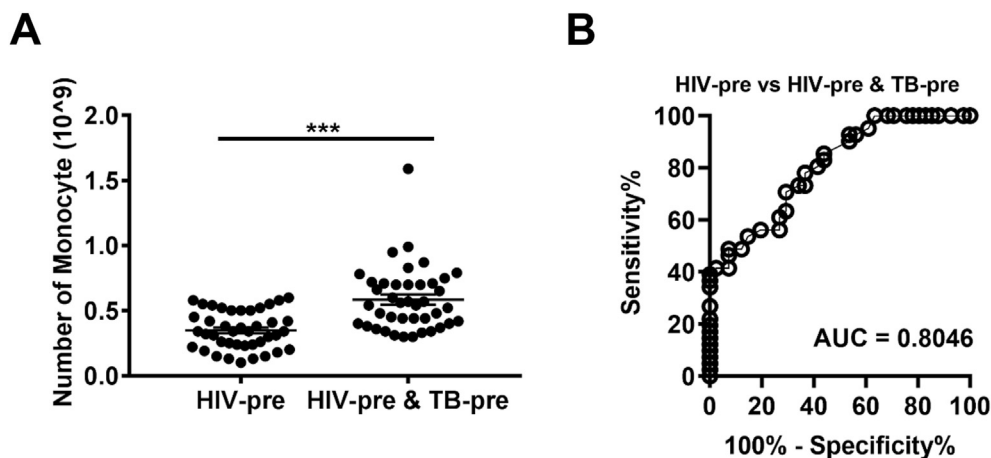 A
Number of Monocyte (10^9)
2.0
1.5
1.0
0.5
0.0
***
HIV-pre
HIV-pre & TB-pre
B
HIV-pre vs HIV-pre & TB-pre
Sensitivity%
100
80
60
40
20
0
AUC = 0.8046
0 20 40 60 80 100
100% - Specificity%